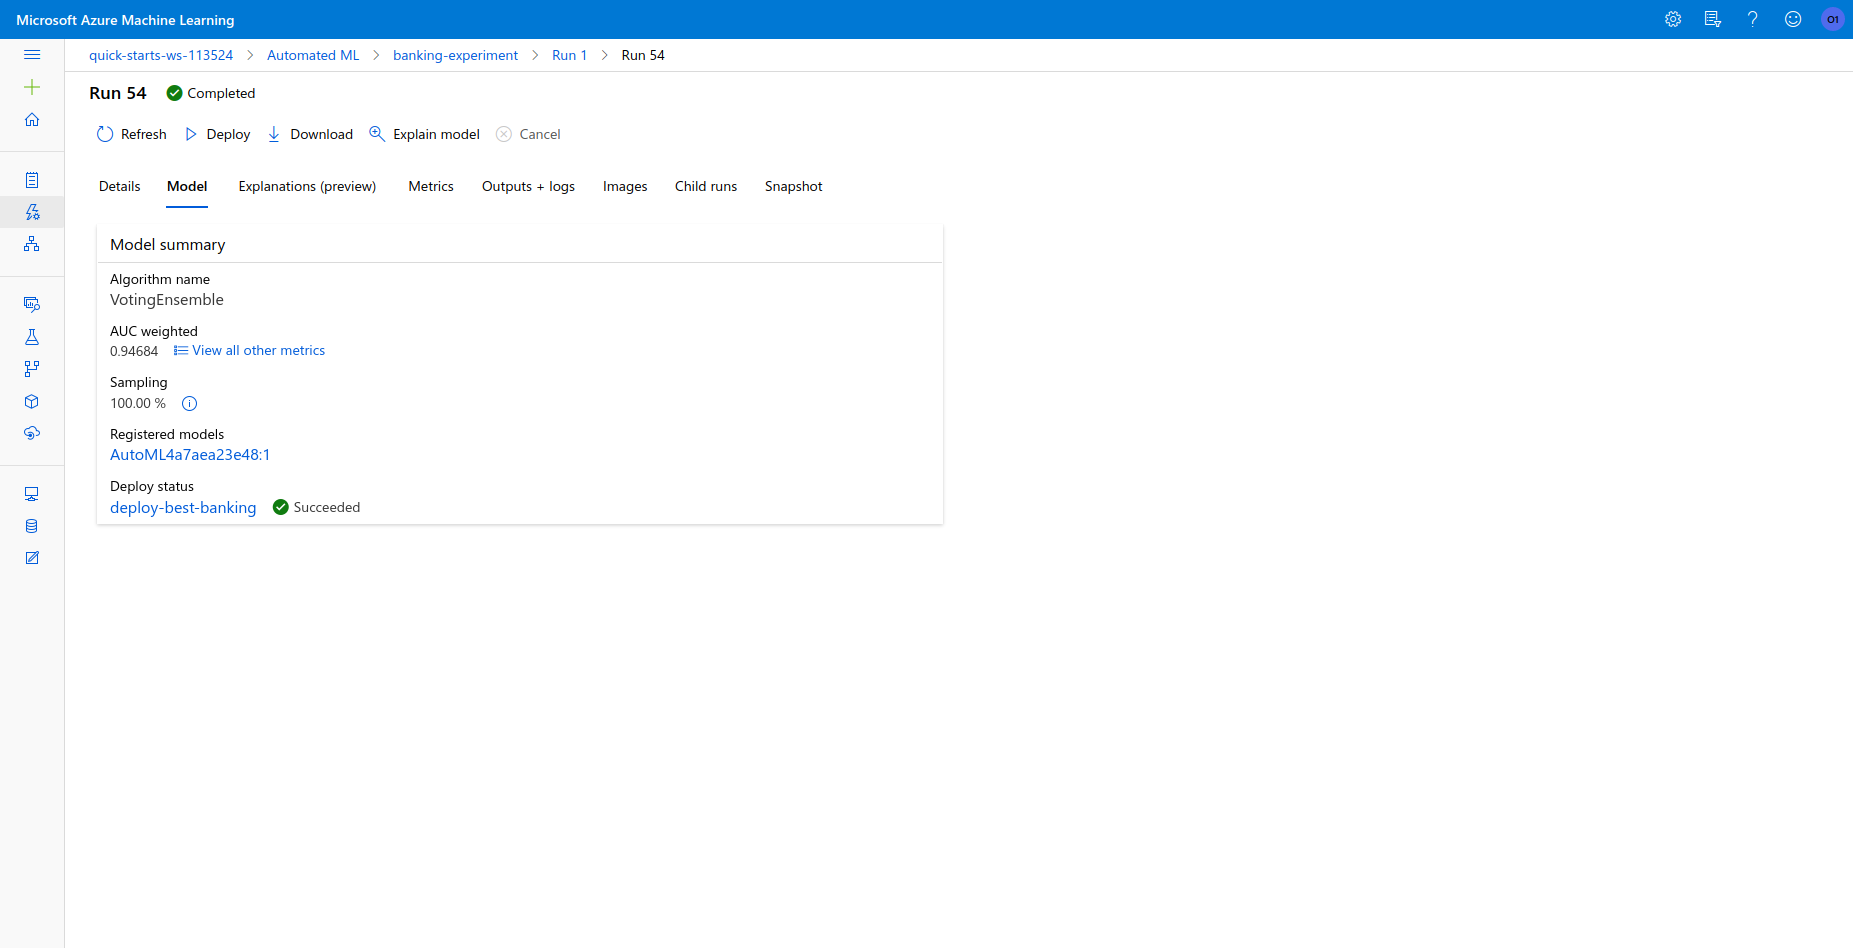 Microsoft Azure Machine Learning
O1
quick-starts-ws-113524 > Automated ML > banking-experiment > Run 1 > Run 54
Run 54 Completed
Refresh Deploy Download Explain model Cancel
Details Model Explanations (preview) Metrics Outputs + logs Images Child runs Snapshot
Model summary
Algorithm name
VotingEnsemble
AUC weighted
0.94684 View all other metrics
Sampling
100.00 %
Registered models
AutoML4a7aea23e48:1
Deploy status
deploy-best-banking Succeeded